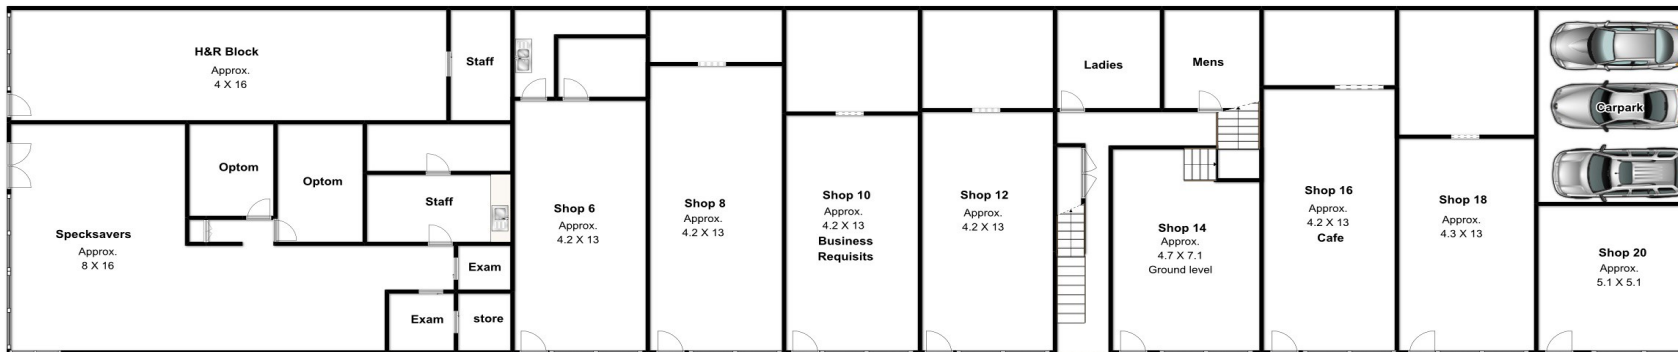 H&R Block
Approx.
4 X 16
Staff
Specksavers
Approx.
8 X 16
Optom
Optom
Staff
Exam
Exam
store
Shop 6
Approx.
4.2 X 13
Shop 8
Approx.
4.2 X 13
Shop 10
Approx.
4.2 X 13
Business
Requisits
Shop 12
Approx.
4.2 X 13
Ladies
Mens
Shop 14
Approx.
4.7 X 7.1
Ground level
Shop 16
Approx.
4.2 X 13
Cafe
Shop 18
Approx.
4.3 X 13
Carpark
Shop 20
Approx.
5.1 X 5.1